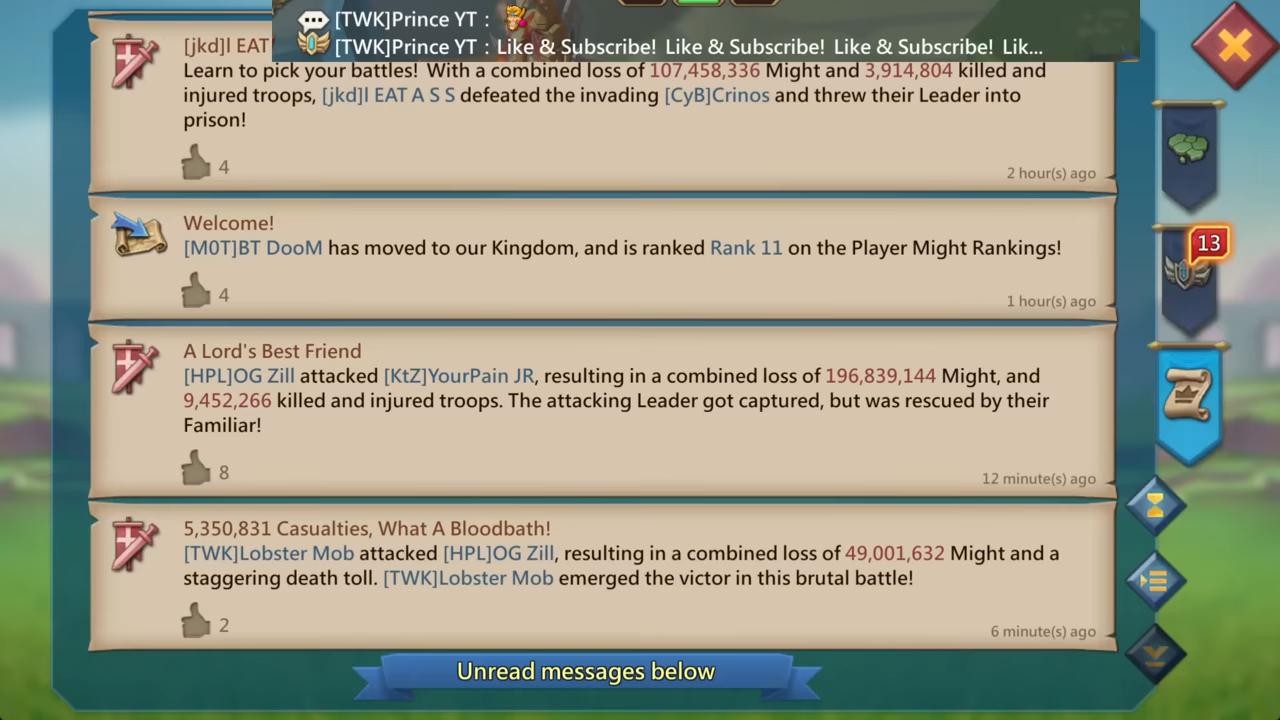 [TWK]Prince YT :
[TWK]Prince YT : Like & Subscribe! Like & Subscribe! Like & Subscribe! Lik...
[jkd]l EAT
Learn to pick your battles! With a combined loss of 107,458,336 Might and 3,914,804 killed and
injured troops, [jkd]l EAT A S S defeated the invading [CyB]Crinos and threw their Leader into
prison!
4
2 hour(s) ago
Welcome!
[M0T]BT DooM has moved to our Kingdom, and is ranked Rank 11 on the Player Might Rankings!
4
1 hour(s) ago
13
A Lord's Best Friend
[HPL]OG Zill attacked [KtZ]YourPain JR, resulting in a combined loss of 196,839,144 Might, and
9,452,266 killed and injured troops. The attacking Leader got captured, but was rescued by their
Familiar!
8
12 minute(s) ago
5,350,831 Casualties, What A Bloodbath!
[TWK]Lobster Mob attacked [HPL]OG Zill, resulting in a combined loss of 49,001,632 Might and a
staggering death toll. [TWK]Lobster Mob emerged the victor in this brutal battle!
2
6 minute(s) ago
Unread messages below